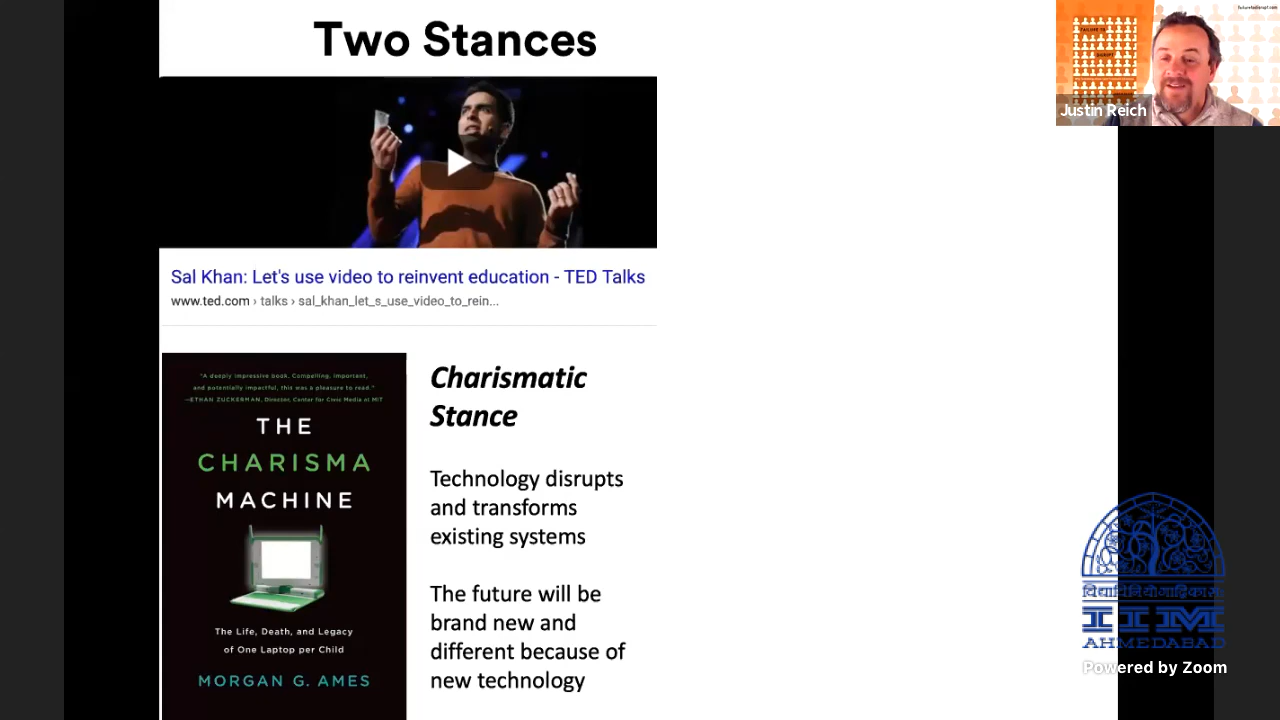 Two Stances
Sal Khan: Let's use video to reinvent education - TED Talks
www.ted.com › talks › sal_khan_let_s_use_video_to_rein...
"A deeply impressive book. Compelling, important,
and potentially impactful, this was a pleasure to read."
—ETHAN ZUCKERMAN, Director, Center for Civic Media at MIT
THE
CHARISMA
MACHINE
The Life, Death, and Legacy
of One Laptop per Child
MORGAN G. AMES
Charismatic
Stance
Technology disrupts
and transforms
existing systems
The future will be
brand new and
different because of
new technology
FAILURE TO
DISRUPT
Justin Reich
IIM
AHMEDABAD
Powered by Zoom